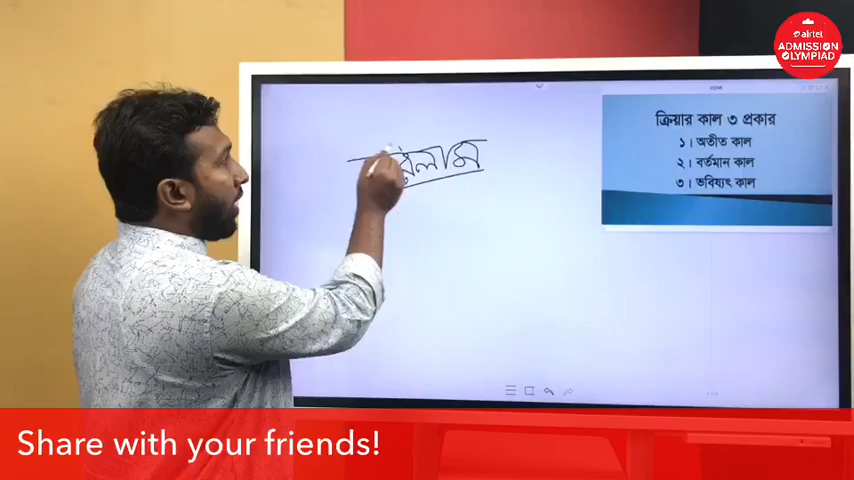 airtel
ADMISSION
OLYMPIAD
ক্রিয়ার কাল ৩ প্রকার
১। অতীত কাল
২। বর্তমান কাল
৩। ভবিষ্যৎ কাল
Share with your friends!